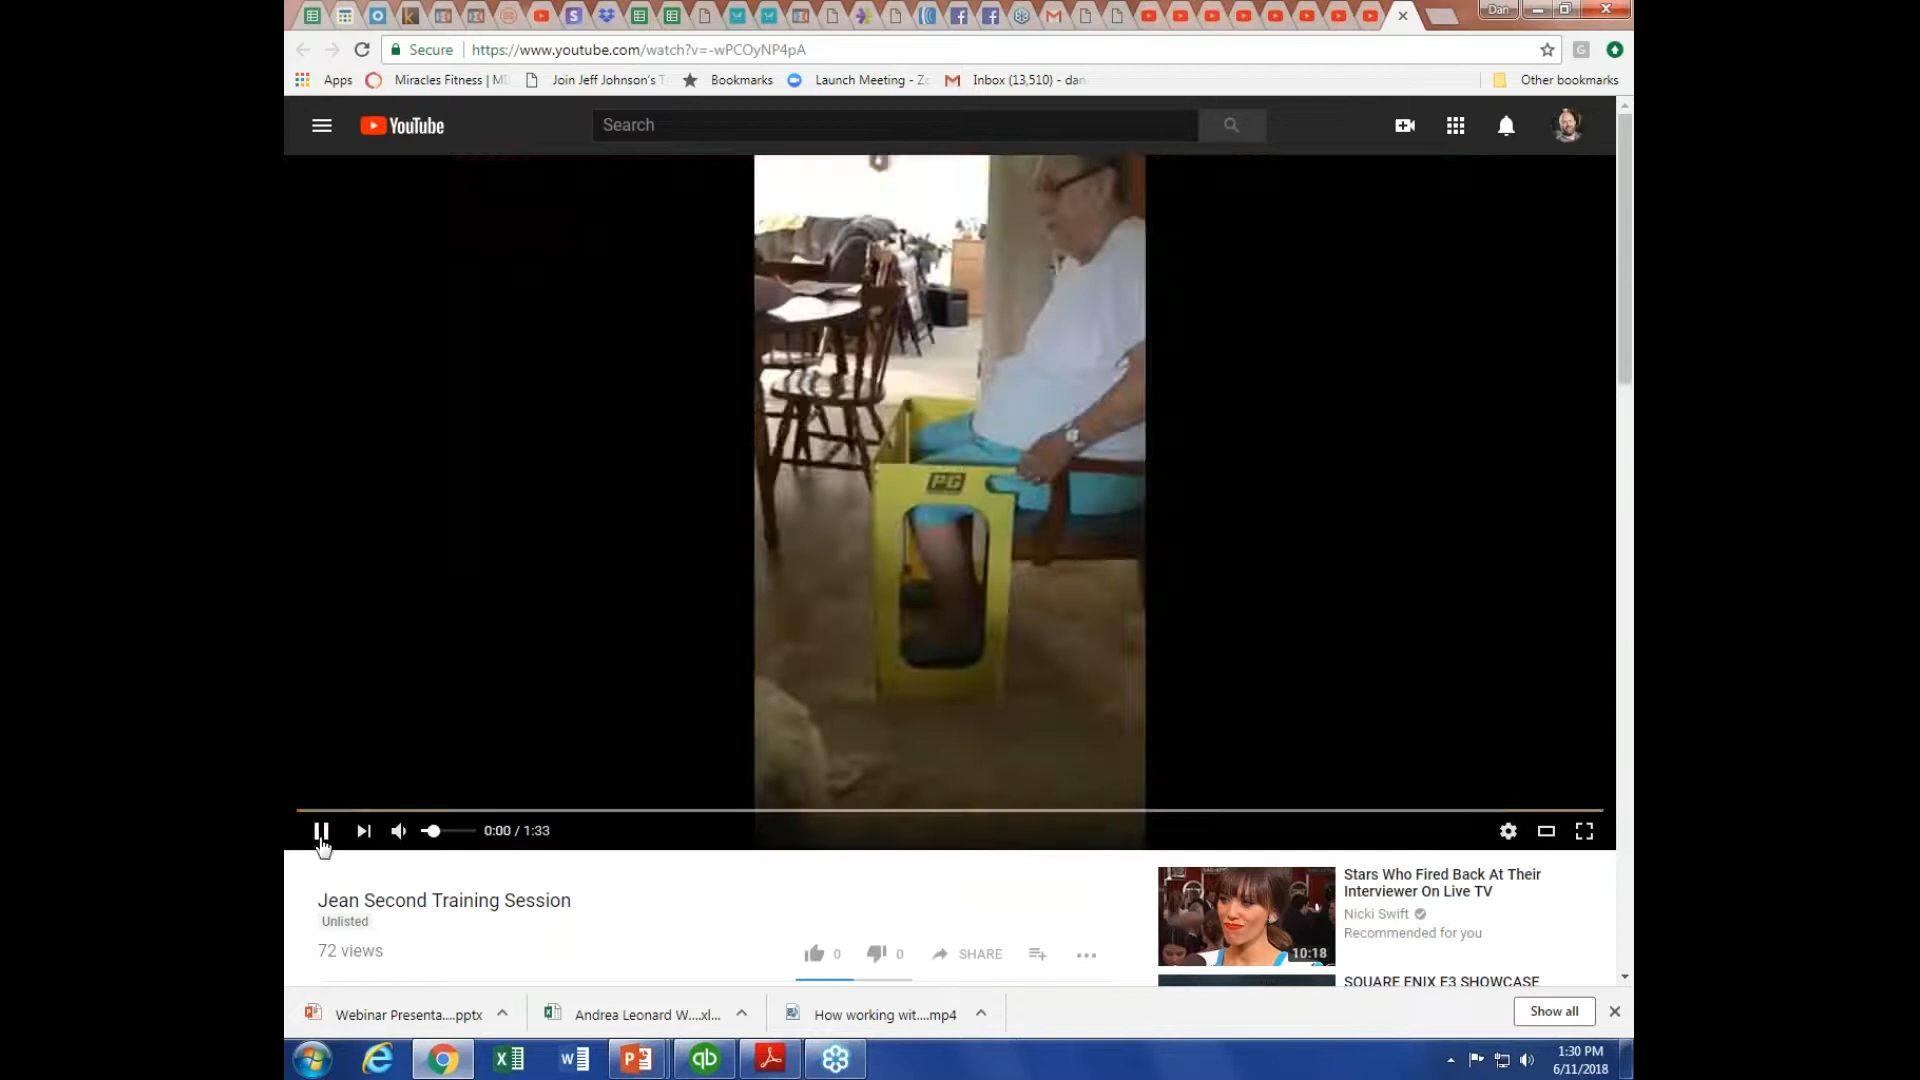 Dan
Secure
https://www.youtube.com/watch?v=-wPCOyNP4pA
G
Apps
Miracles Fitness | M
Join Jeff Johnson's T
Bookmarks
Launch Meeting - Z
Inbox (13,510) - dan
Other bookmarks
YouTube
Search
PG
0:00 / 1:33
Jean Second Training Session
Unlisted
72 views
0
0
SHARE
Stars Who Fired Back At Their
Interviewer On Live TV
Nicki Swift
Recommended for you
10:18
SQUARE ENIX E3 SHOWCASE
Webinar Presenta....pptx
Andrea Leonard W....xl...
How working wit....mp4
Show all
qb
1:30 PM
6/11/2018